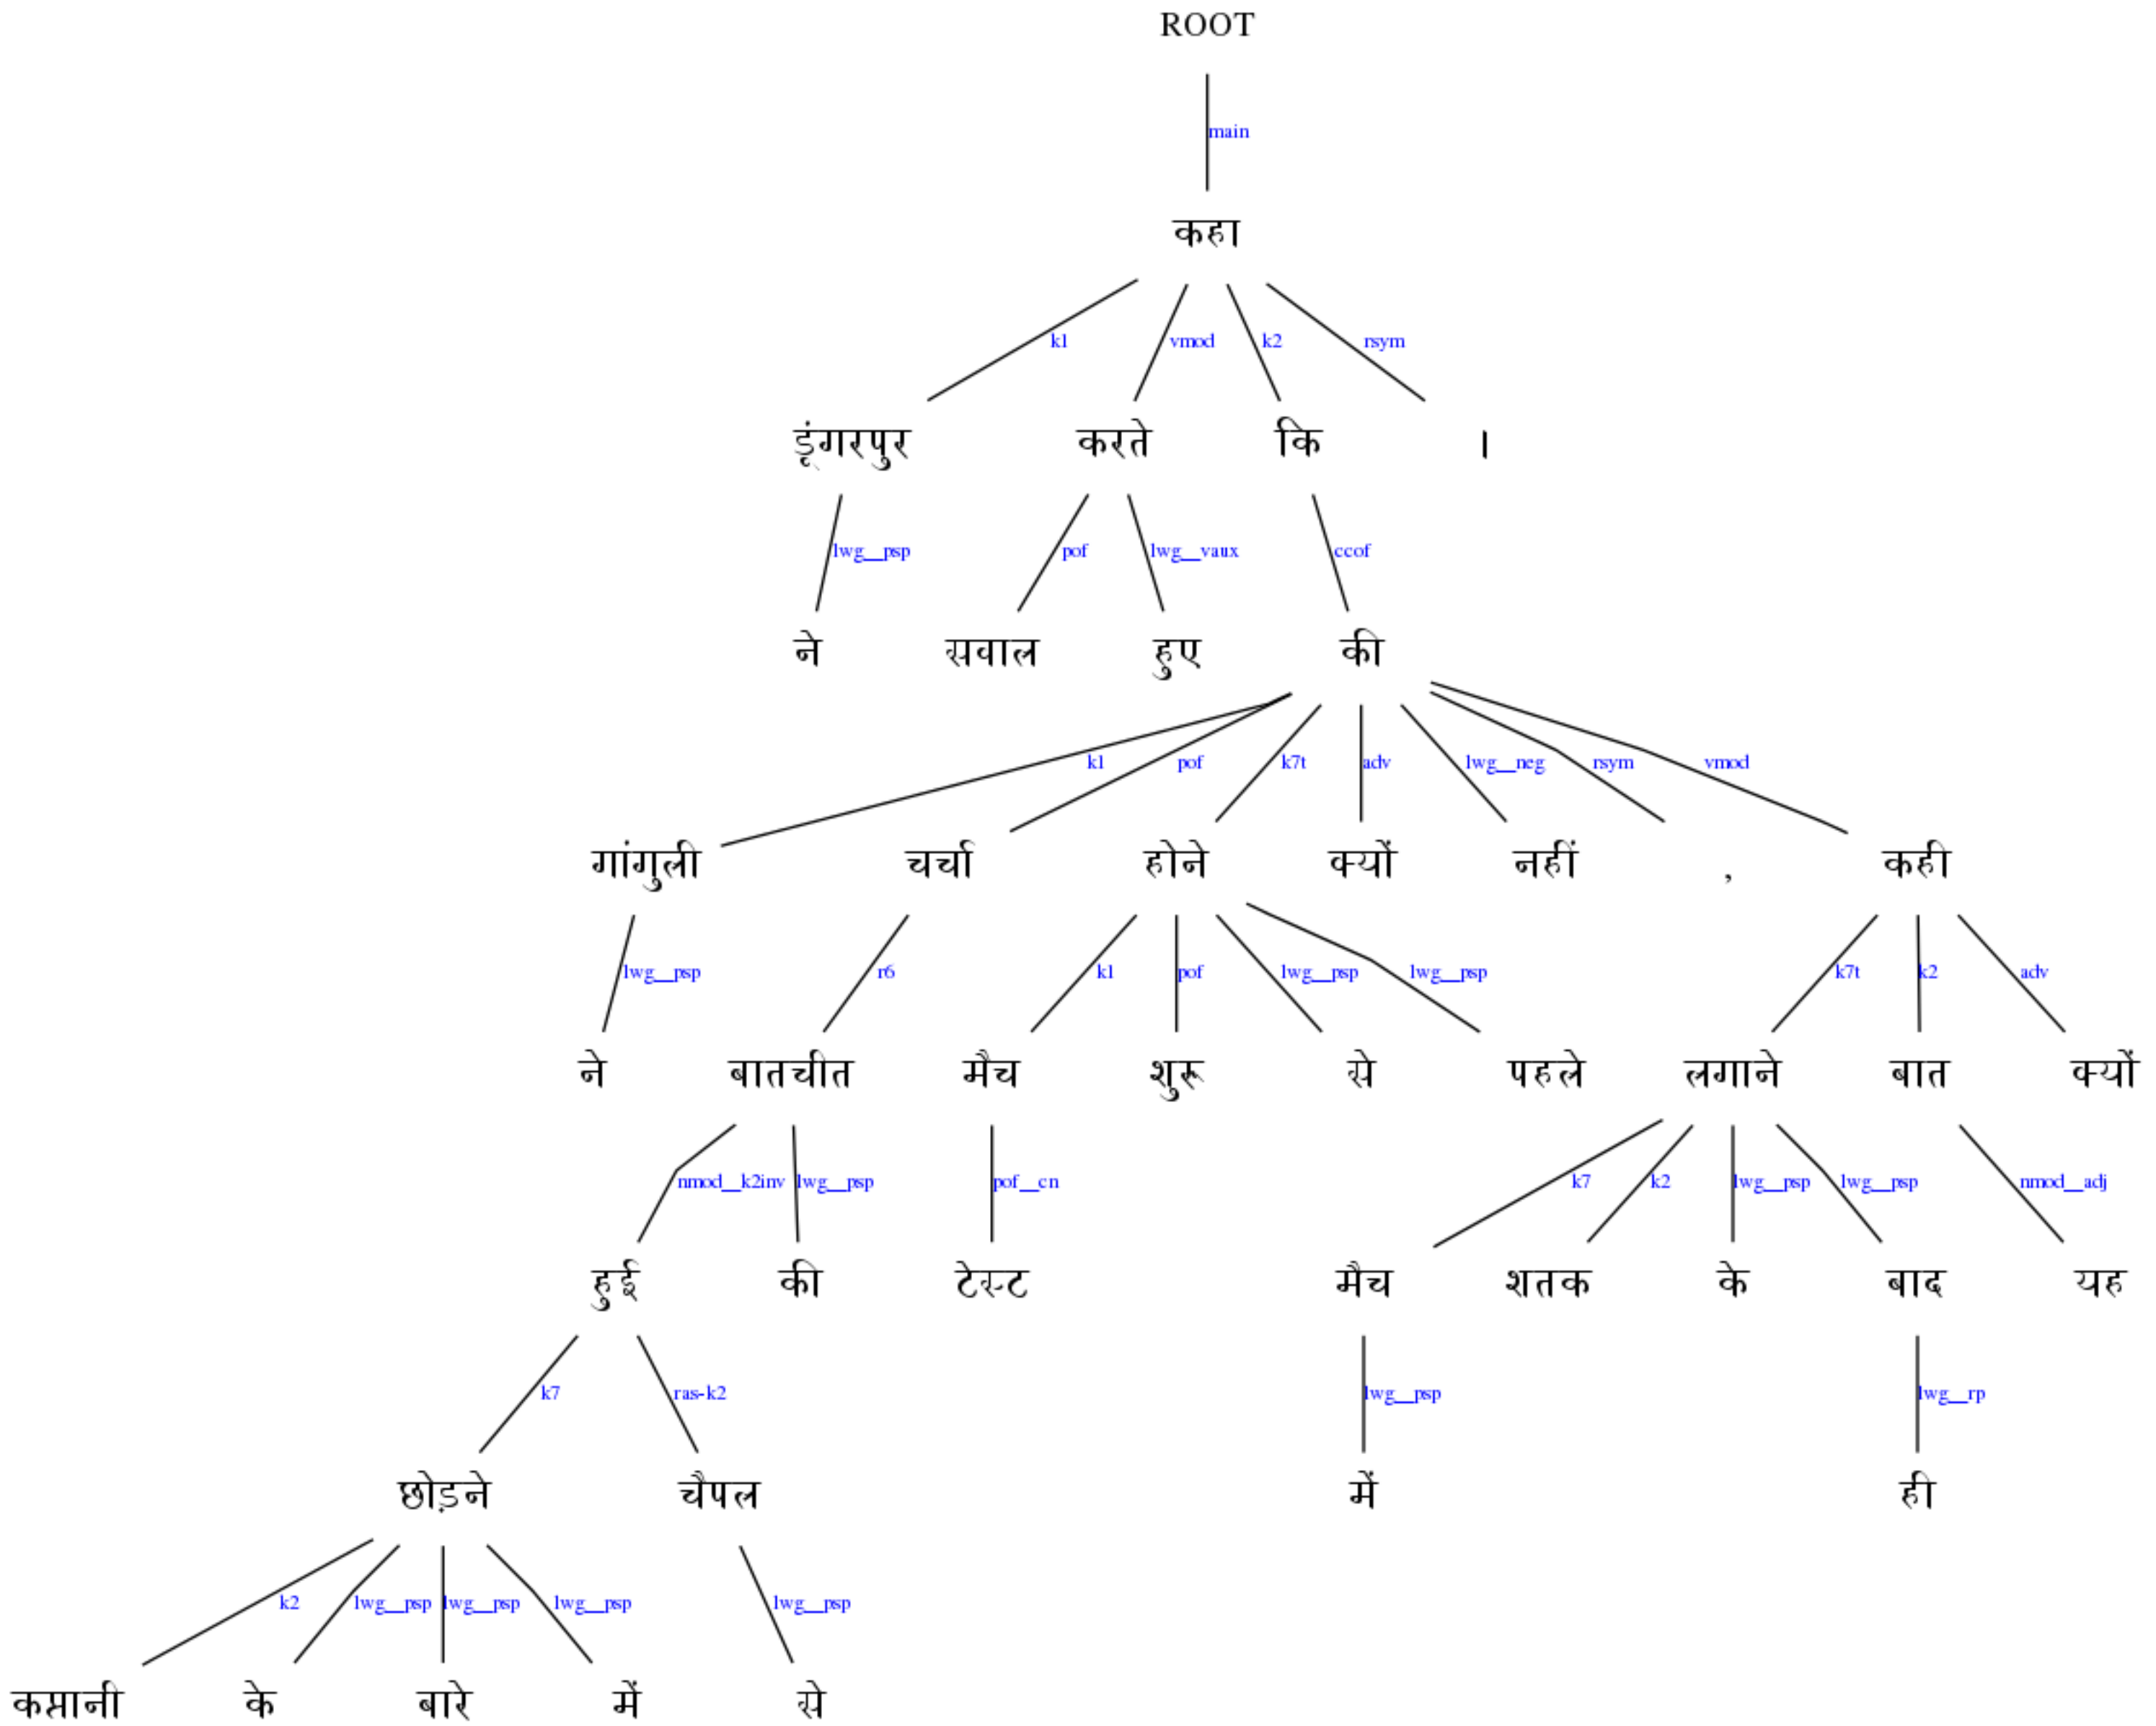 ROOT
main
कहा
k1 vmod k2 rsym
डूंगरपुर करते कि ।
lwg__psp pof lwg__vaux ccof
ने सवाल हुए की
k1 pof k7t adv lwg__neg rsym vmod
गांगुली चर्चा होने क्यों नहीं , कही
lwg__psp r6 k1 pof lwg__psp lwg__psp k7t k2 adv
ने बातचीत मैच शुरू से पहले लगाने बात क्यों
nmod__k2inv lwg__psp pof__cn k7 k2 lwg__psp lwg__psp nmod__adj
हुई की टेस्ट मैच शतक के बाद यह
k7 ras-k2 lwg__psp lwg__rp
छोड़ने चैपल में ही
k2 lwg__psp lwg__psp lwg__psp lwg__psp
कप्तानी के बारे में से